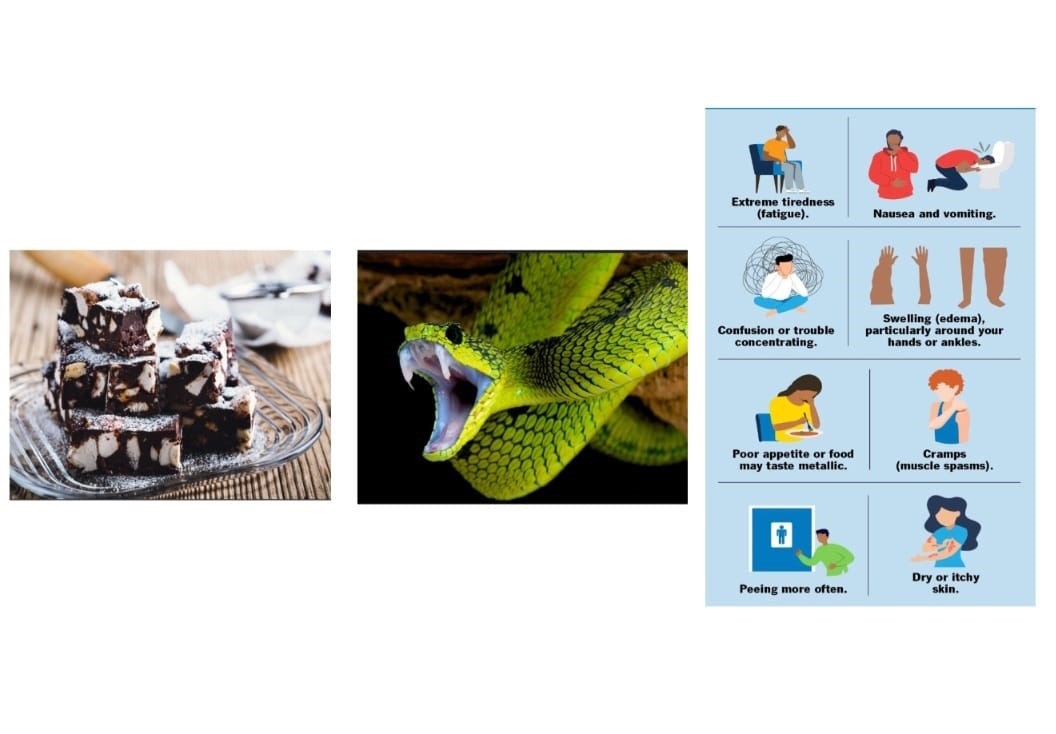 Extreme tiredness
(fatigue).
Nausea and vomiting.
Confusion or trouble
concentrating.
Swelling (edema),
particularly around your
hands or ankles.
Poor appetite or food
may taste metallic.
Cramps
(muscle spasms).
Peeing more often.
Dry or itchy
skin.